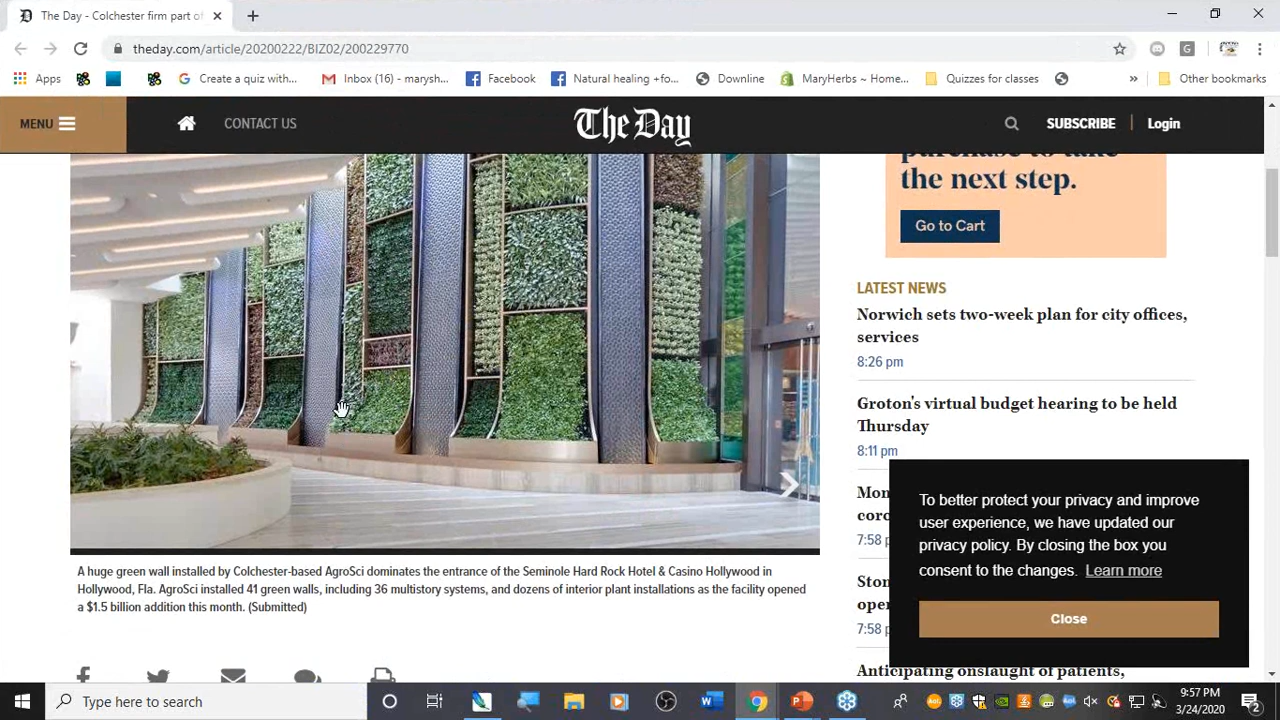 The Day - Colchester firm part of
theday.com/article/20200222/BIZ02/200229770
Apps
Create a quiz with...
Inbox (16) - marysh...
Facebook
Natural healing +fo...
Downline
MaryHerbs ~ Home...
Quizzes for classes
»
Other bookmarks
MENU
CONTACT US
The Day
SUBSCRIBE
Login
the next step.
Go to Cart
LATEST NEWS
Norwich sets two-week plan for city offices,
services
8:26 pm
Groton's virtual budget hearing to be held
Thursday
8:11 pm
7:58 p
7:58 p
Anticipating onslaught of patients,
To better protect your privacy and improve
user experience, we have updated our
privacy policy. By closing the box you
consent to the changes. Learn more
Close
A huge green wall installed by Colchester-based AgroSci dominates the entrance of the Seminole Hard Rock Hotel & Casino Hollywood in
Hollywood, Fla. AgroSci installed 41 green walls, including 36 multistory systems, and dozens of interior plant installations as the facility opened
a $1.5 billion addition this month. (Submitted)
Type here to search
9:57 PM
3/24/2020
2